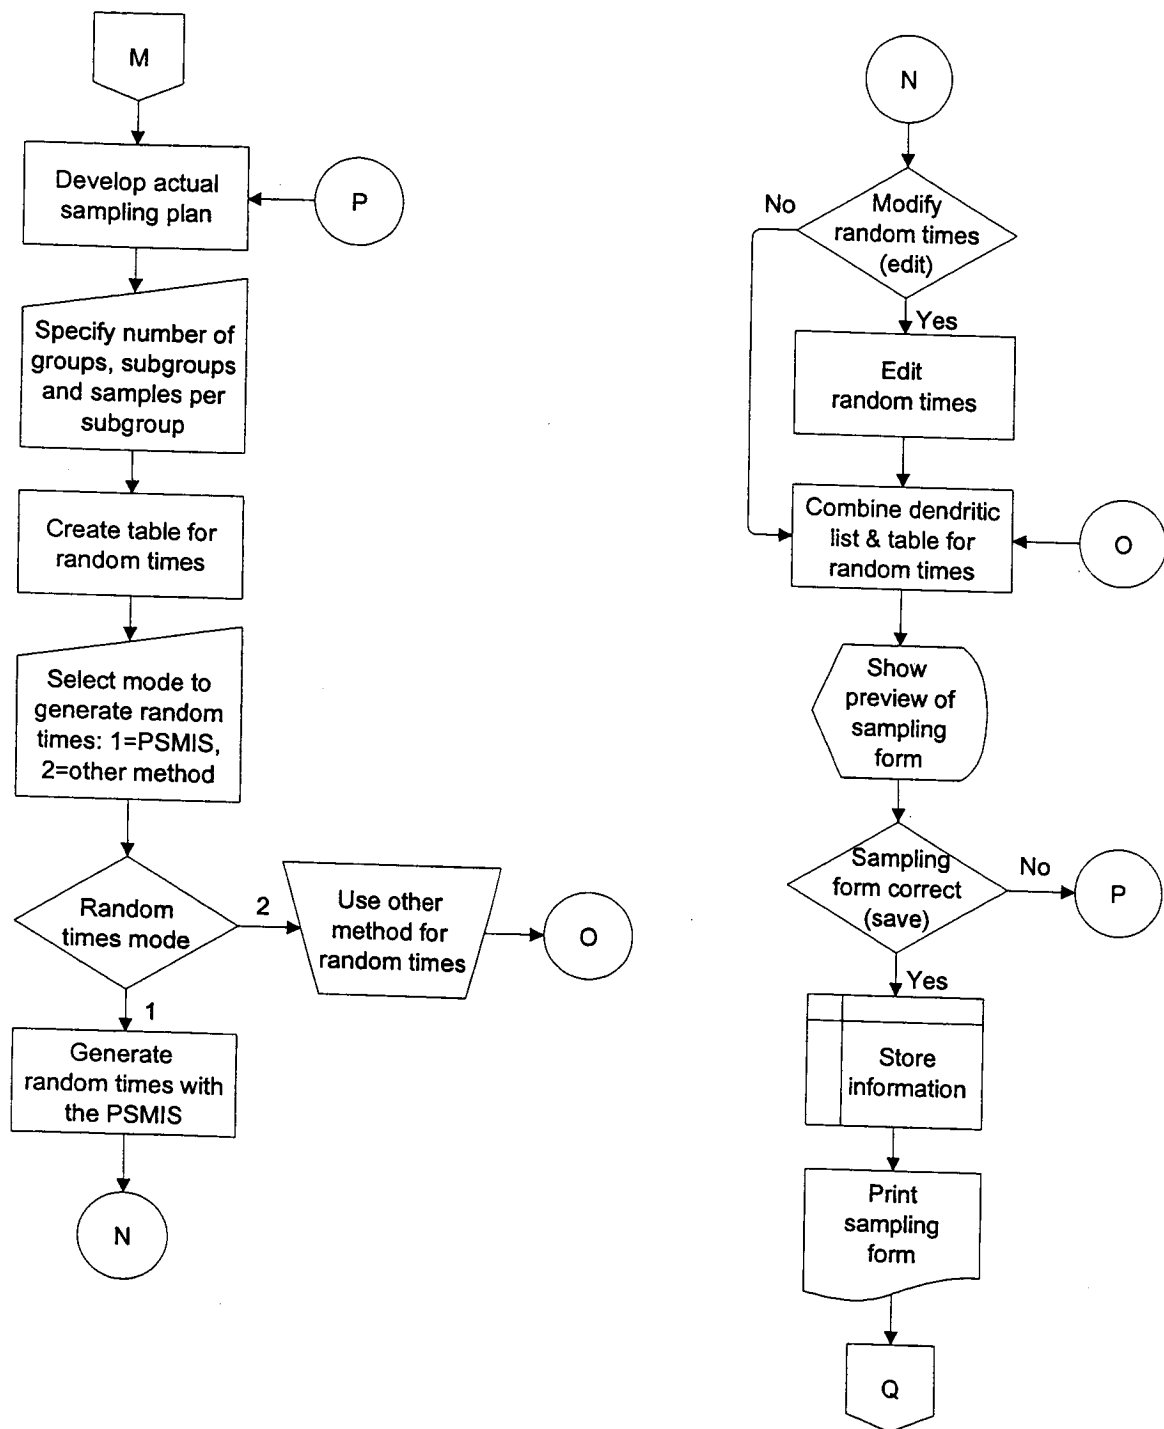 M
Develop actual
sampling plan
P
Specify number of
groups, subgroups
and samples per
subgroup
Create table for
random times
Select mode to
generate random
times: 1=PSMIS,
2=other method
Random
times mode
2
Use other
method for
random times
O
1
Generate
random times with
the PSMIS
N
N
Modify
random times
(edit)
No
Yes
Edit
random times
Combine dendritic
list & table for
random times
O
Show
preview of
sampling
form
Sampling
form correct
(save)
No
P
Yes
Store
information
Print
sampling
form
Q